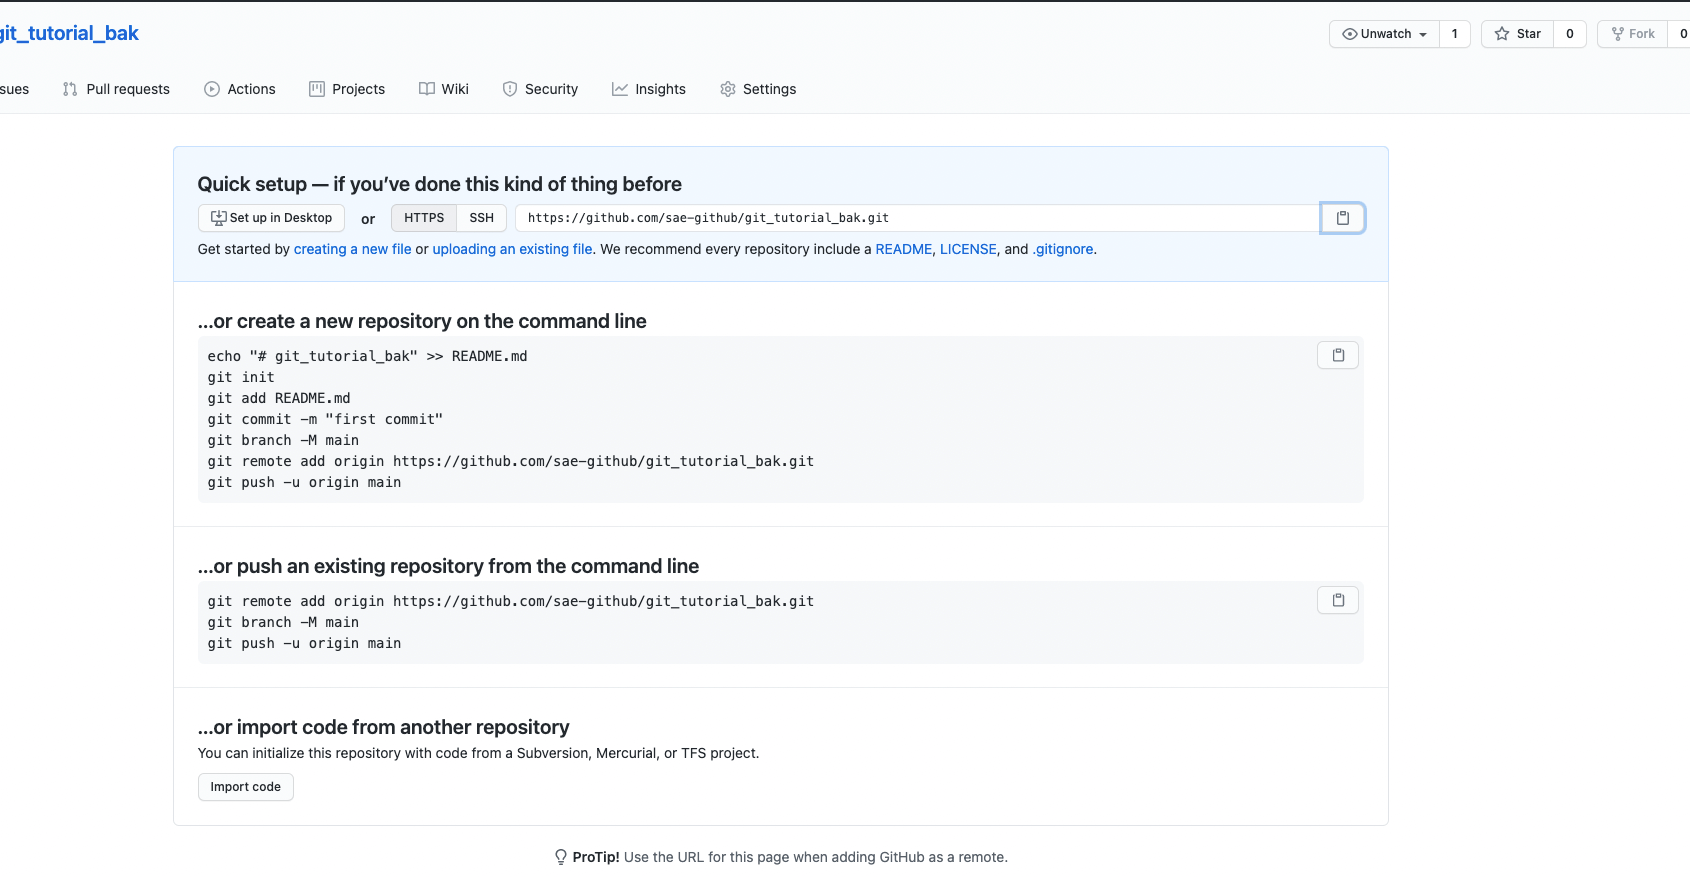 git_tutorial_bak
Unwatch 1 Star 0 Fork 0
sues Pull requests Actions Projects Wiki Security Insights Settings
Quick setup — if you’ve done this kind of thing before
Set up in Desktop or HTTPS SSH https://github.com/sae-github/git_tutorial_bak.git
Get started by creating a new file or uploading an existing file. We recommend every repository include a README, LICENSE, and .gitignore.
…or create a new repository on the command line
echo "# git_tutorial_bak" >> README.md
git init
git add README.md
git commit -m "first commit"
git branch -M main
git remote add origin https://github.com/sae-github/git_tutorial_bak.git
git push -u origin main
…or push an existing repository from the command line
git remote add origin https://github.com/sae-github/git_tutorial_bak.git
git branch -M main
git push -u origin main
…or import code from another repository
You can initialize this repository with code from a Subversion, Mercurial, or TFS project.
Import code
ProTip! Use the URL for this page when adding GitHub as a remote.